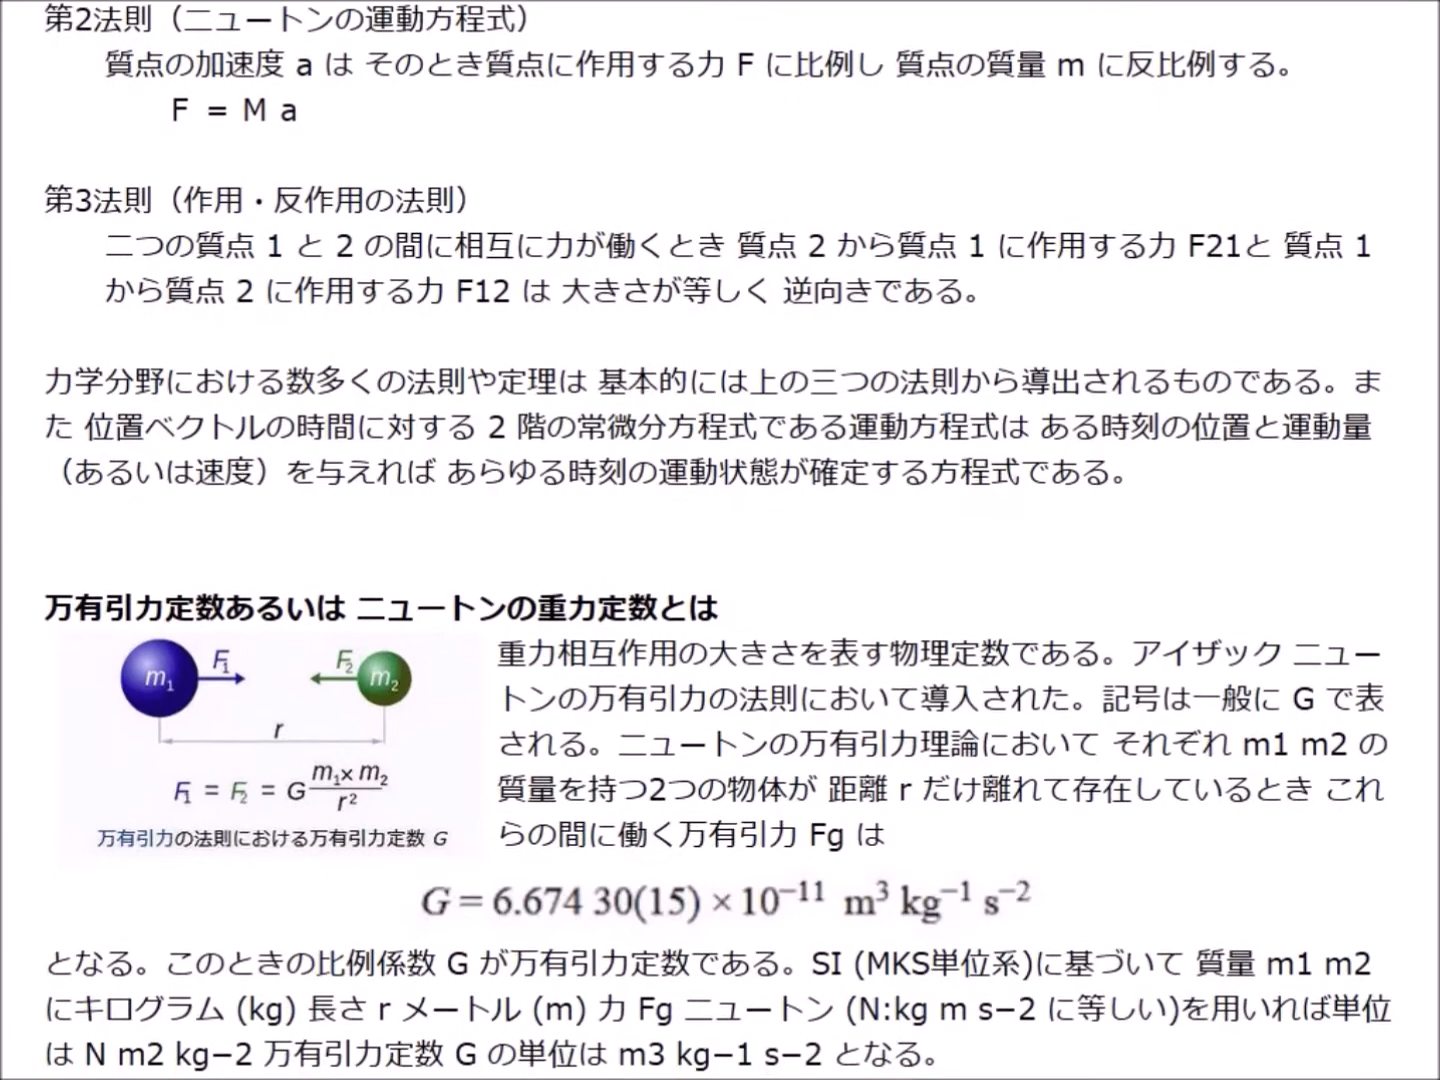 第2法則（ニュートンの運動方程式）
質点の加速度 a は そのとき質点に作用する力 F に比例し 質点の質量 m に反比例する。
F = M a
第3法則（作用・反作用の法則）
二つの質点 1 と 2 の間に相互に力が働くとき 質点 2 から質点 1 に作用する力 F21と 質点 1
から質点 2 に作用する力 F12 は 大きさが等しく 逆向きである。
力学分野における数多くの法則や定理は 基本的には上の三つの法則から導出されるものである。ま
た 位置ベクトルの時間に対する 2 階の常微分方程式である運動方程式は ある時刻の位置と運動量
（あるいは速度）を与えれば あらゆる時刻の運動状態が確定する方程式である。
万有引力定数あるいは ニュートンの重力定数とは
m₁ F₁ F₂ m₂
r
F₁ = F₂ = G m₁× m₂ / r²
万有引力の法則における万有引力定数 G
重力相互作用の大きさを表す物理定数である。アイザック ニュー
トンの万有引力の法則において導入された。記号は一般に G で表
される。ニュートンの万有引力理論において それぞれ m1 m2 の
質量を持つ2つの物体が 距離 r だけ離れて存在しているとき これ
らの間に働く万有引力 Fg は
G = 6.674 30(15) × 10⁻¹¹ m³ kg⁻¹ s⁻²
となる。このときの比例係数 G が万有引力定数である。SI (MKS単位系)に基づいて 質量 m1 m2
にキログラム (kg) 長さ r メートル (m) 力 Fg ニュートン (N:kg m s−2 に等しい)を用いれば単位
は N m2 kg−2 万有引力定数 G の単位は m3 kg−1 s−2 となる。